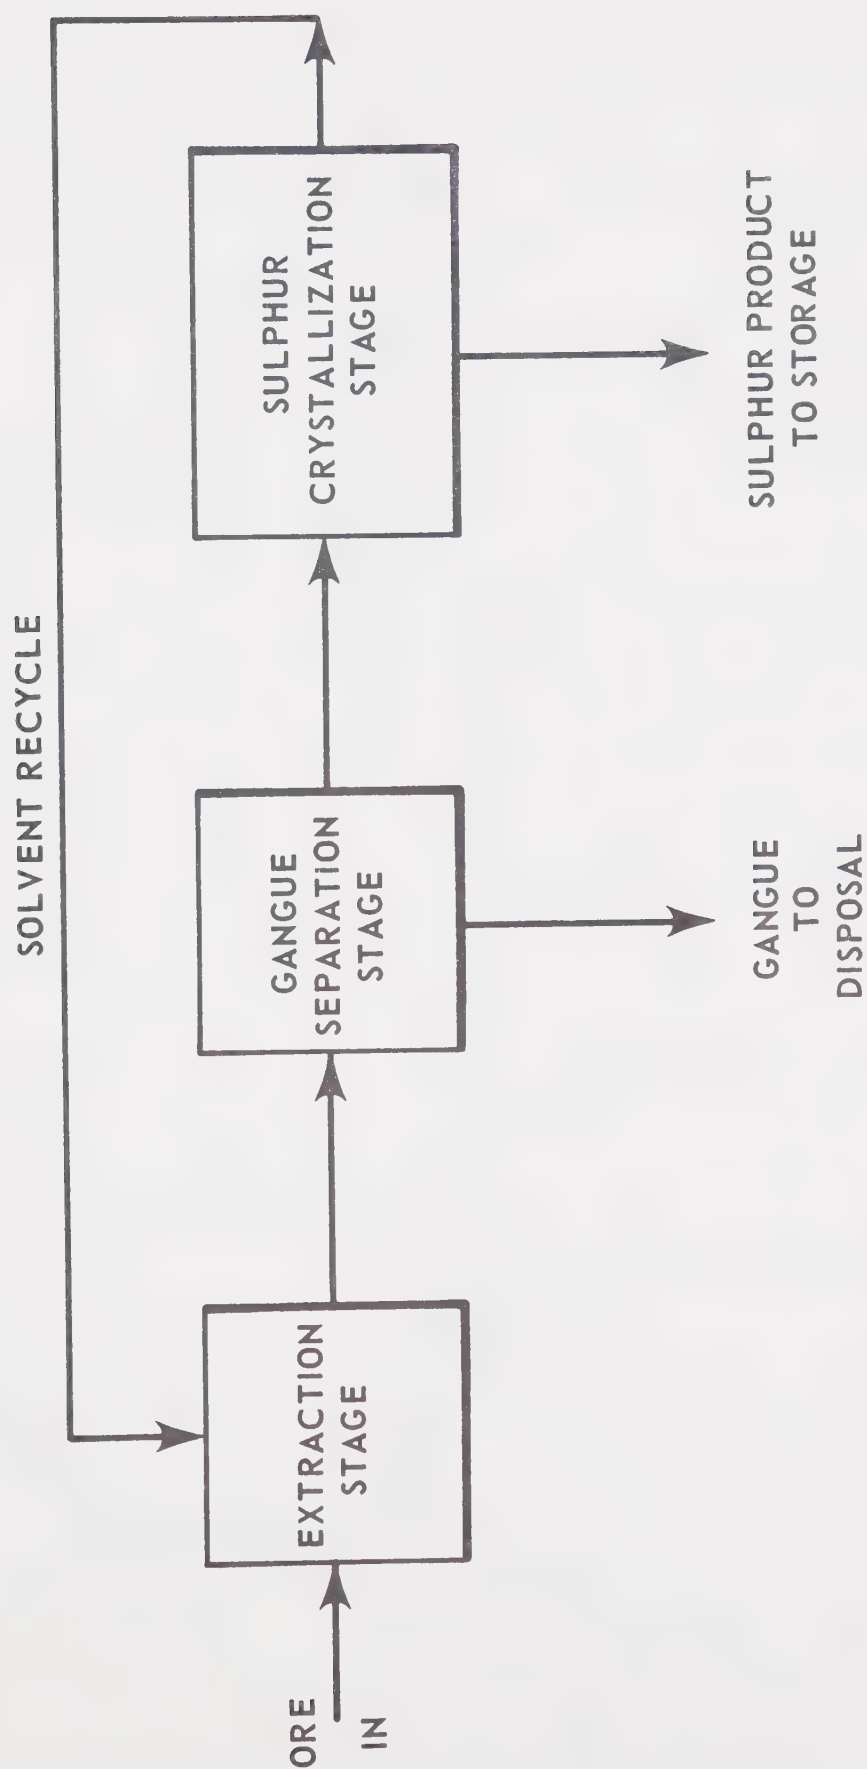 SOLVENT RECYCLE
ORE
IN
EXTRACTION
STAGE
GANGUE
SEPARATION
STAGE
SULPHUR
CRYSTALLIZATION
STAGE
GANGUE
TO
DISPOSAL
SULPHUR PRODUCT
TO STORAGE